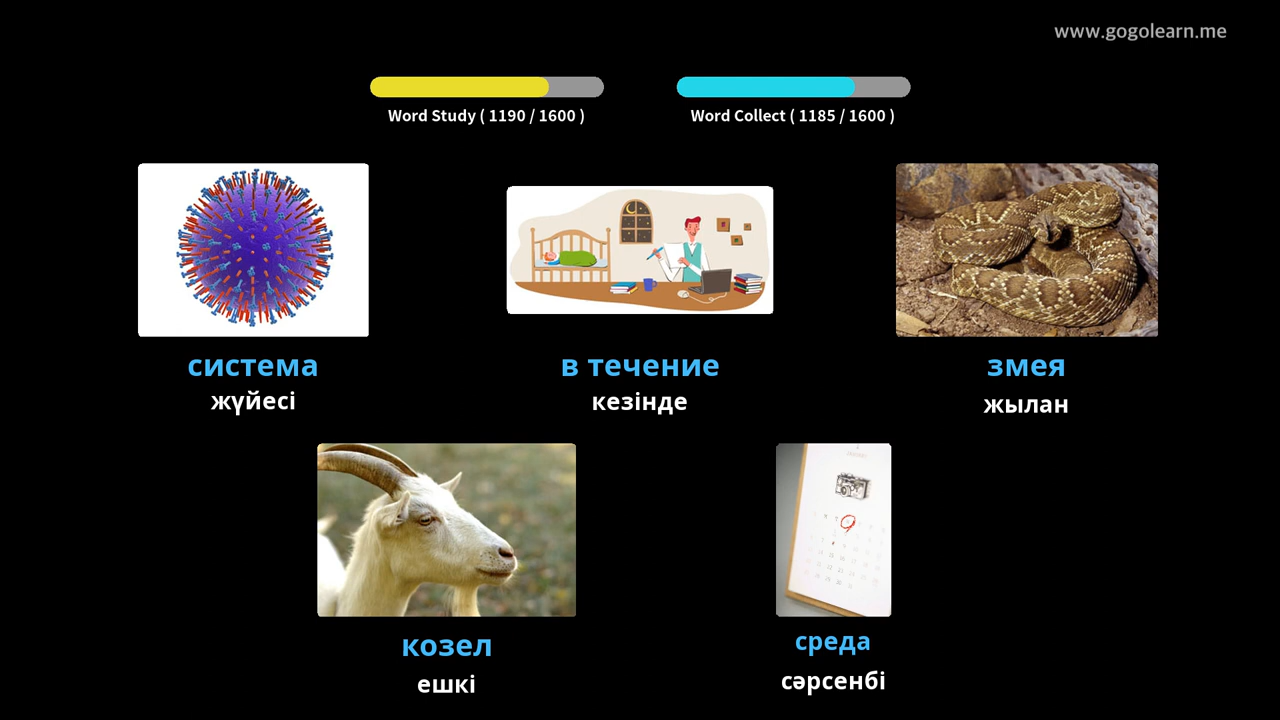 www.gogolearn.me
Word Study ( 1190 / 1600 )
Word Collect ( 1185 / 1600 )
система
жүйесі
в течение
кезінде
змея
жылан
козел
ешкі
среда
сәрсенбі